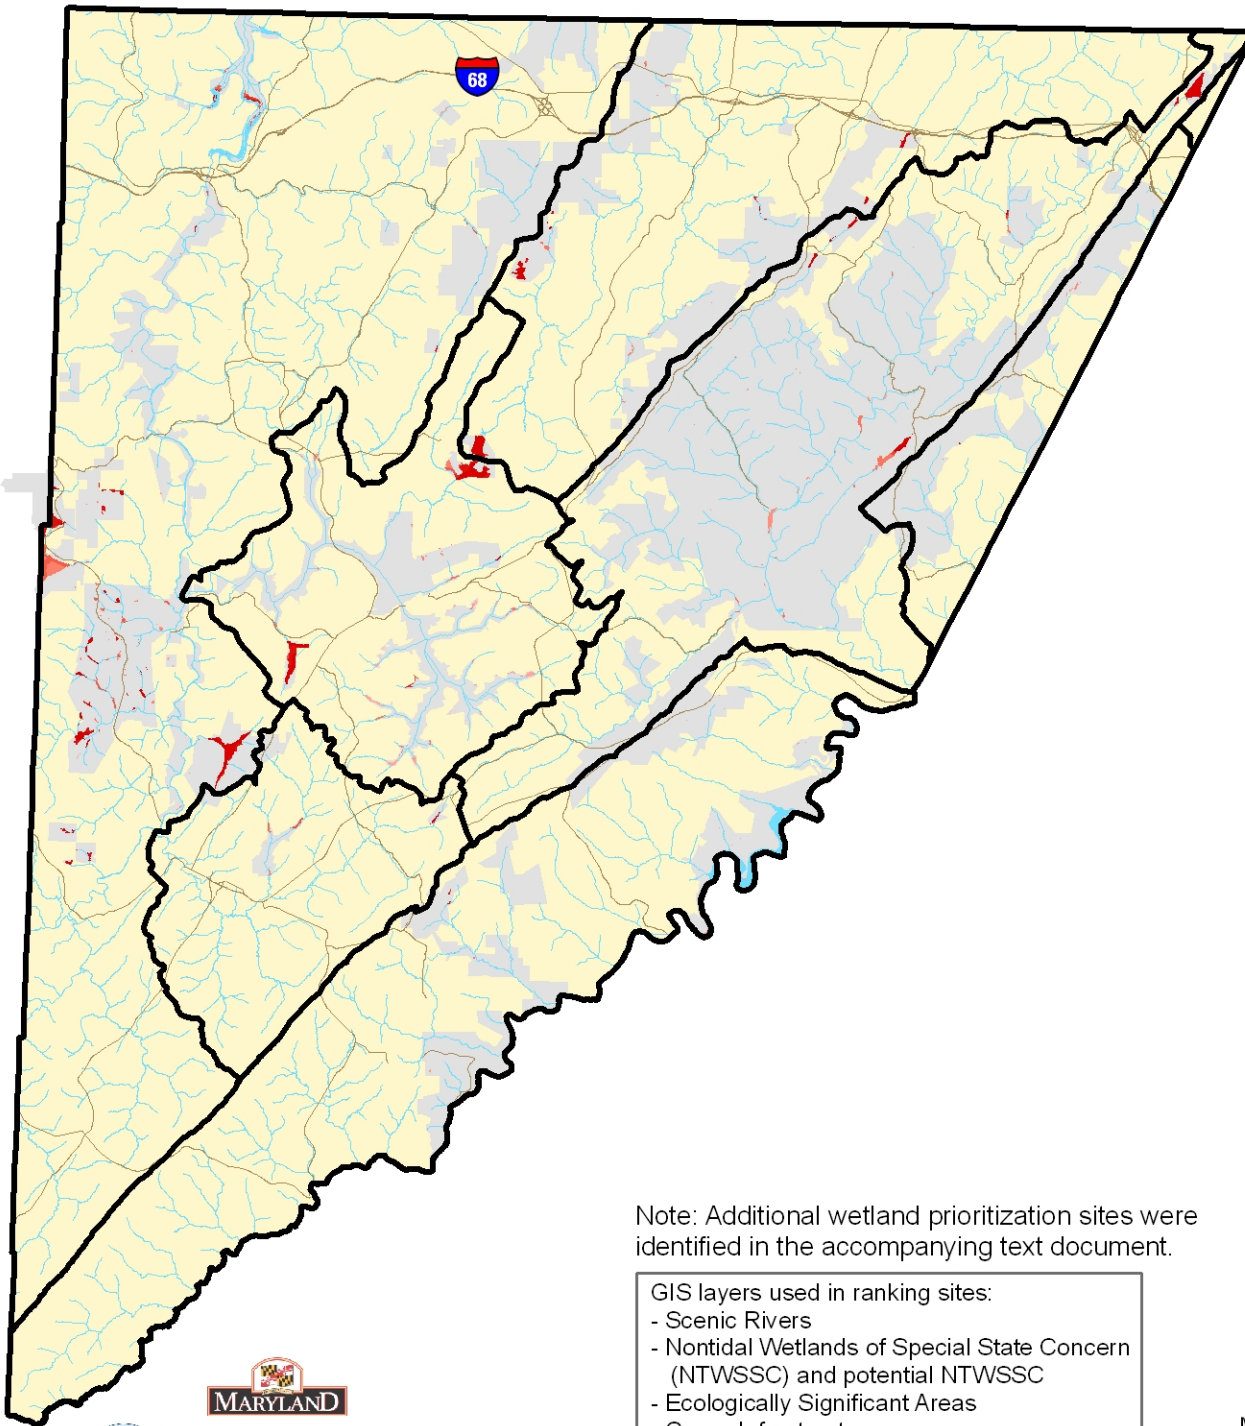 68
Note: Additional wetland prioritization sites were
identified in the accompanying text document.
GIS layers used in ranking sites:
- Scenic Rivers
- Nontidal Wetlands of Special State Concern
(NTWSSC) and potential NTWSSC
- Ecologically Significant Areas
MARYLAND